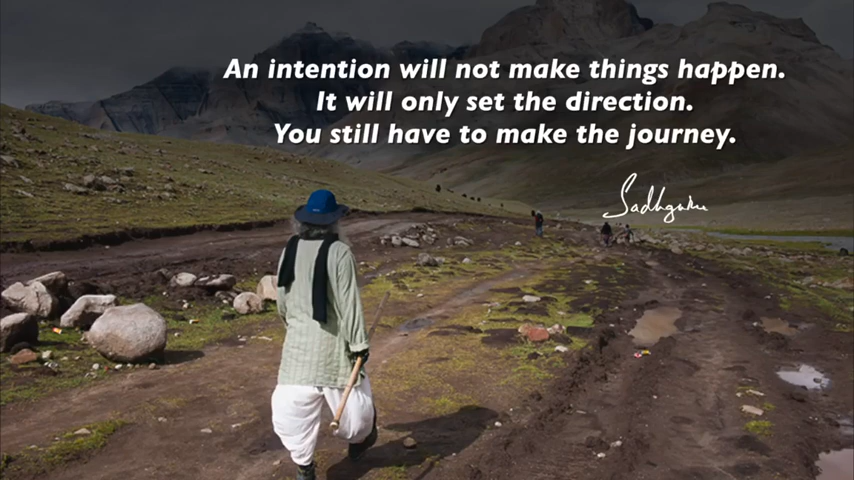 An intention will not make things happen.
It will only set the direction.
You still have to make the journey.
Sadhguru